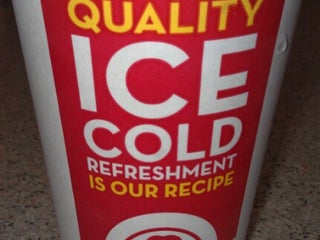 QUALITY
ICE
COLD
REFRESHMENT
IS OUR RECIPE